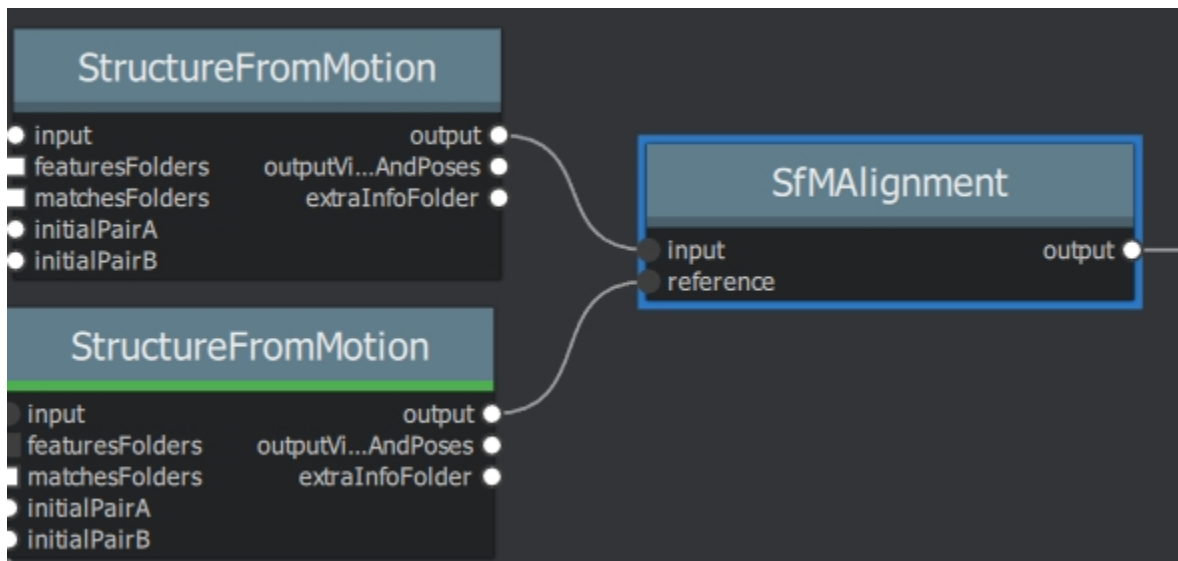 StructureFromMotion
input output
featuresFolders outputVi...AndPoses
matchesFolders extraInfoFolder
initialPairA
initialPairB
SfMAlignment
input output
reference
StructureFromMotion
input output
featuresFolders outputVi...AndPoses
matchesFolders extraInfoFolder
initialPairA
initialPairB